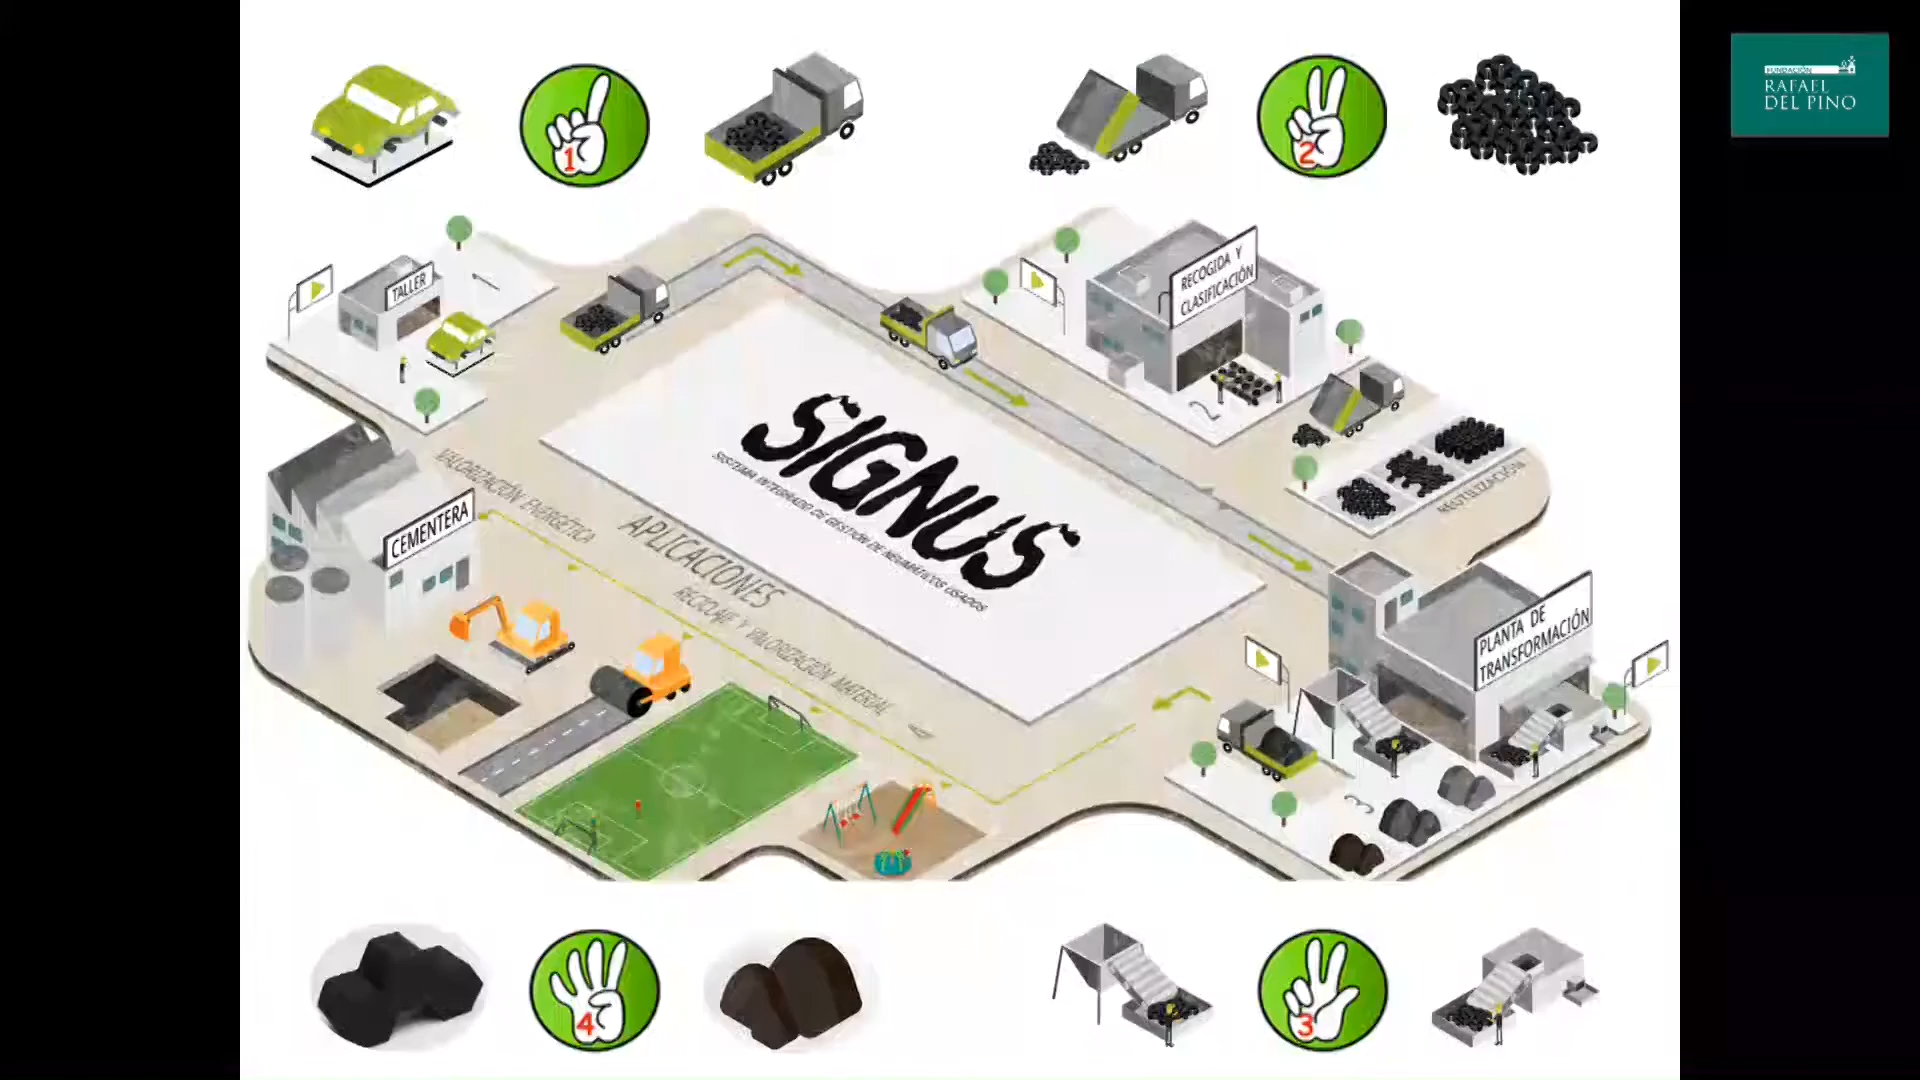 1
2
FUNDACIÓN
RAFAEL
DEL PINO
TALLER
RECOGIDA Y
CLASIFICACIÓN
REUTILIZACIÓN
SIGNUS
SISTEMA INTEGRADO DE GESTIÓN DE NEUMÁTICOS USADOS
VALORIZACIÓN ENERGÉTICA
CEMENTERA
APLICACIONES
RECICLAJE Y VALORIZACIÓN MATERIAL
PLANTA DE
TRANSFORMACIÓN
4
3